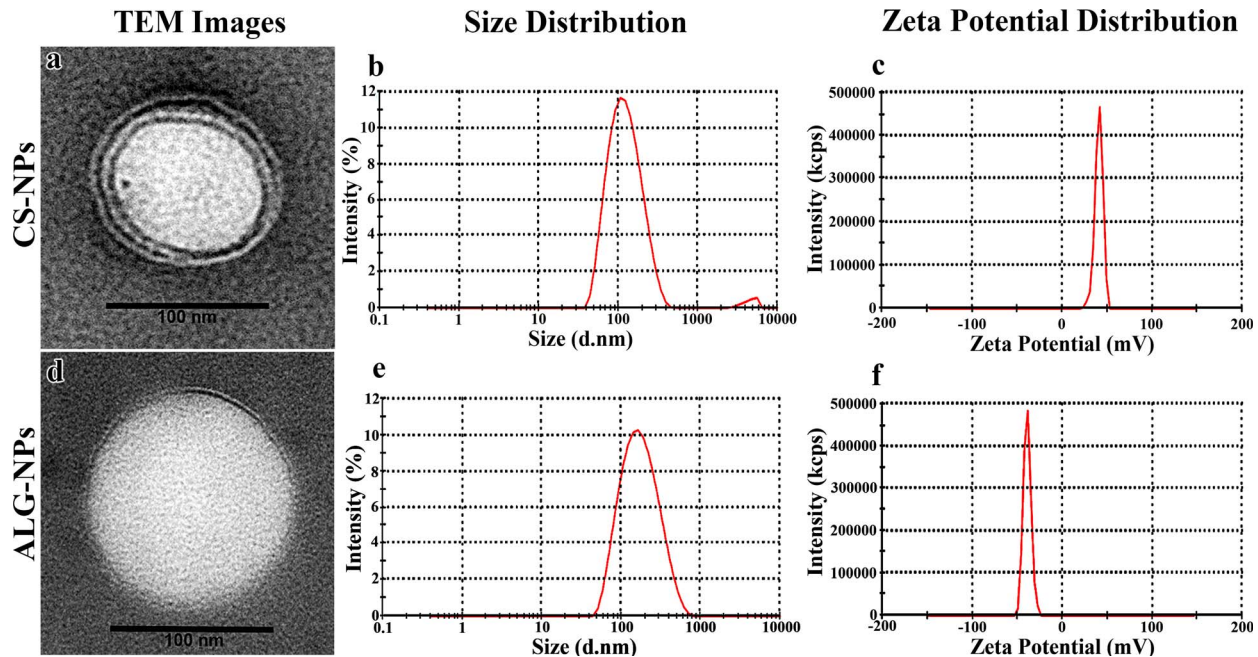 TEM Images
Size Distribution
Zeta Potential Distribution
CS-NPs
a
100 nm
b
12
10
8
6
4
2
0
Intensity (%)
0.1 1 10 100 1000 10000
Size (d.nm)
c
500000
400000
300000
200000
100000
0
Intensity (kcps)
-200 -100 0 100 200
Zeta Potential (mV)
ALG-NPs
d
100 nm
e
12
10
8
6
4
2
0
Intensity (%)
0.1 1 10 100 1000 10000
Size (d.nm)
f
500000
400000
300000
200000
100000
0
Intensity (kcps)
-200 -100 0 100 200
Zeta Potential (mV)